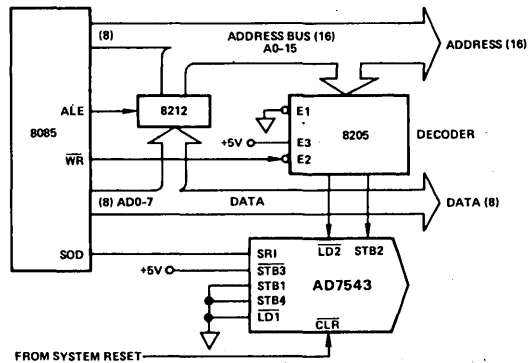 (8)
ADDRESS BUS (16)
A0-15
ADDRESS (16)
8085
ALE
8212
E1
8205
DECODER
+5V
E3
WR
E2
(8) AD0-7
DATA
DATA (8)
SOD
SRI
LD2
STB2
+5V
STB3
STB1
AD7543
STB4
LD1
CLR
FROM SYSTEM RESET